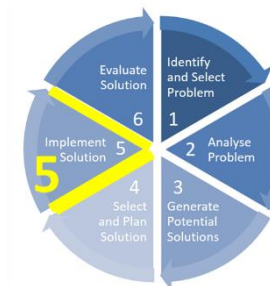 Identify
and Select
Problem
1
2
Analyse
Problem
3
Generate
Potential
Solutions
4
Select
and Plan
Solution
Implement
Solution
5
5
Evaluate
Solution
6